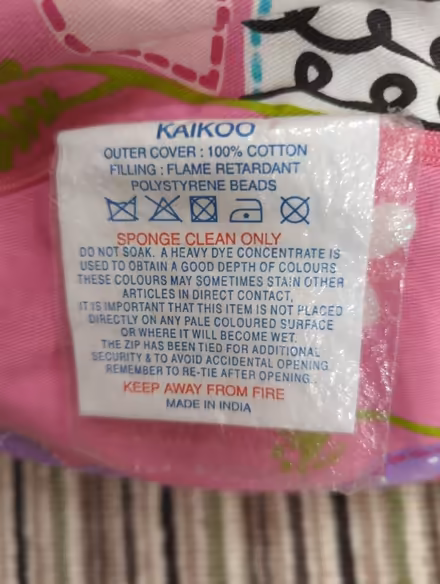 KAIKOO
OUTER COVER : 100% COTTON
FILLING : FLAME RETARDANT
POLYSTYRENE BEADS
SPONGE CLEAN ONLY
DO NOT SOAK. A HEAVY DYE CONCENTRATE IS
USED TO OBTAIN A GOOD DEPTH OF COLOURS.
THESE COLOURS MAY SOMETIMES STAIN OTHER
ARTICLES IN DIRECT CONTACT,
IT IS IMPORTANT THAT THIS ITEM IS NOT PLACED
DIRECTLY ON ANY PALE COLOURED SURFACE
OR WHERE IT WILL BECOME WET.
THE ZIP HAS BEEN TIED FOR ADDITIONAL
SECURITY & TO AVOID ACCIDENTAL OPENING
REMEMBER TO RE-TIE AFTER OPENING.
KEEP AWAY FROM FIRE
MADE IN INDIA